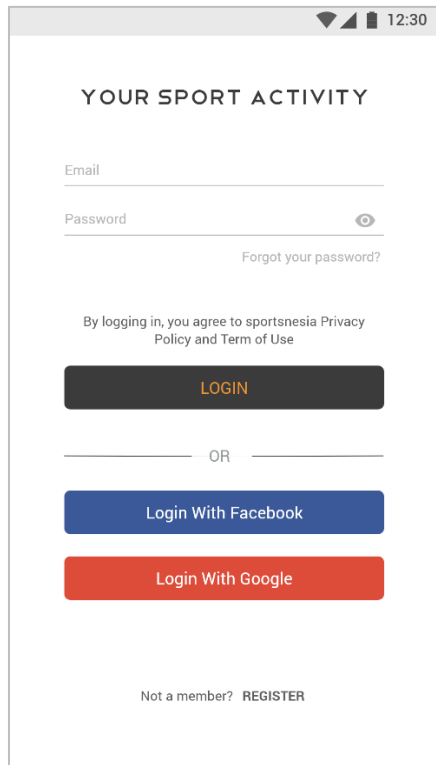 12:30
YOUR SPORT ACTIVITY
Email
Password
Forgot your password?
By logging in, you agree to sportsnesia Privacy
Policy and Term of Use
LOGIN
OR
Login With Facebook
Login With Google
Not a member? REGISTER